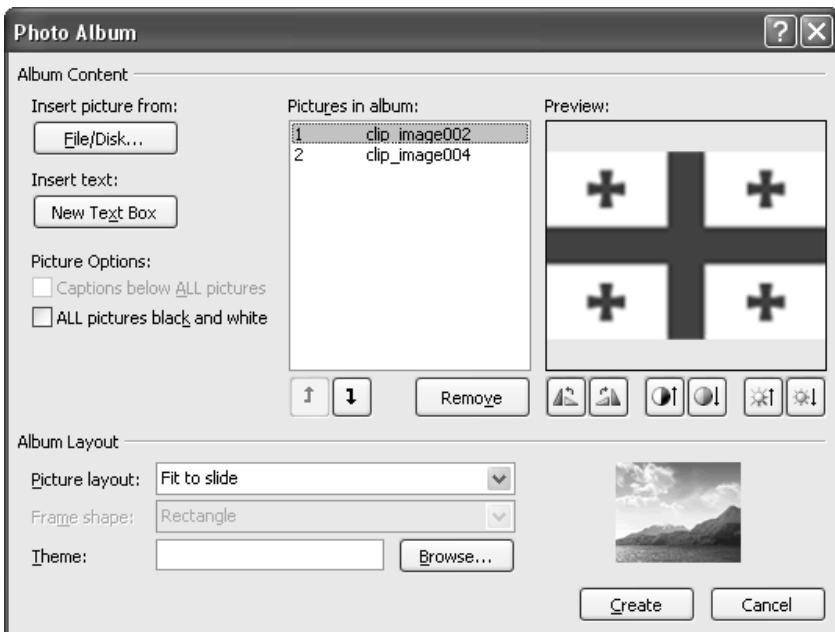 Photo Album
Album Content
Insert picture from:
File/Disk...
Insert text:
New Text Box
Picture Options:
Captions below ALL pictures
ALL pictures black and white
Pictures in album:
1 clip_image002
2 clip_image004
Remove
Preview:
Album Layout
Picture layout: Fit to slide
Frame shape: Rectangle
Theme: Browse...
Create Cancel